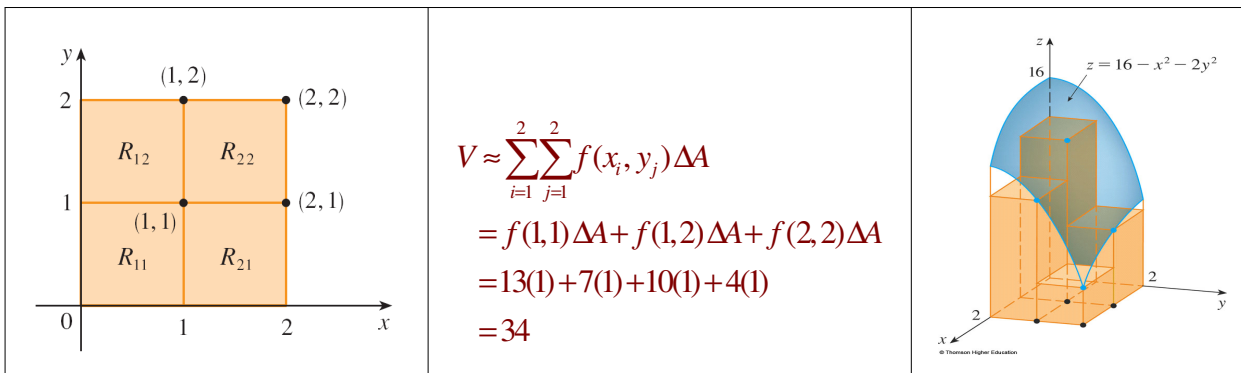 y
(1, 2)
2
(2, 2)
R₁₂
R₂₂
1
(2, 1)
(1, 1)
R₁₁
R₂₁
0
1
2
x
V ≈ ∑_{i=1}^{2} ∑_{j=1}^{2} f(x_i, y_j) ΔA
= f(1,1) ΔA + f(1,2) ΔA + f(2,2) ΔA
= 13(1) + 7(1) + 10(1) + 4(1)
= 34
z
16
z = 16 − x² − 2y²
2
2
y
x
© Thomson Higher Education